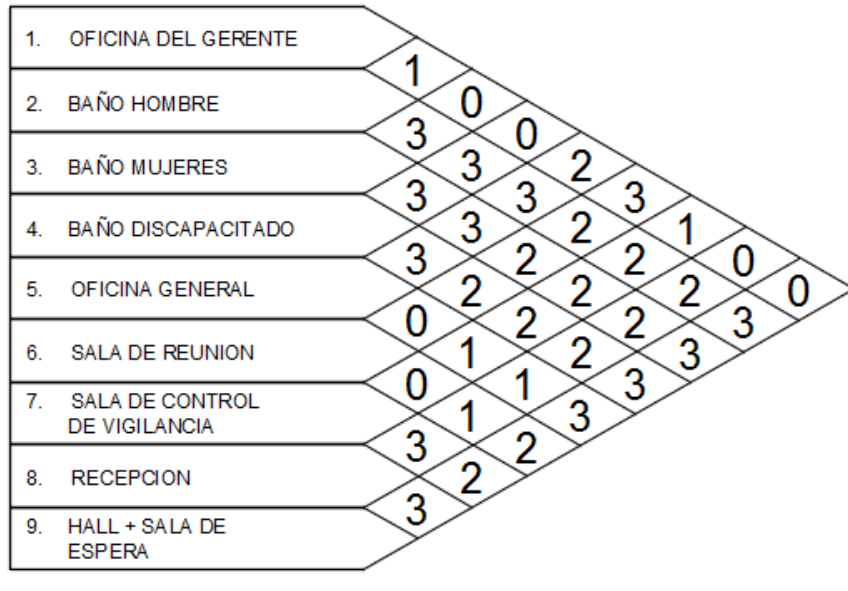 1. OFICINA DEL GERENTE
1 0 0 2 3 1 0 0
2. BAÑO HOMBRE
3 3 3 2 2 2 3
3. BAÑO MUJERES
3 3 2 2 2 3
4. BAÑO DISCAPACITADO
3 2 2 2 3
5. OFICINA GENERAL
0 1 1 3
6. SALA DE REUNION
0 1 2
7. SALA DE CONTROL
DE VIGILANCIA
3 2
8. RECEPCION
3
9. HALL + SALA DE
ESPERA